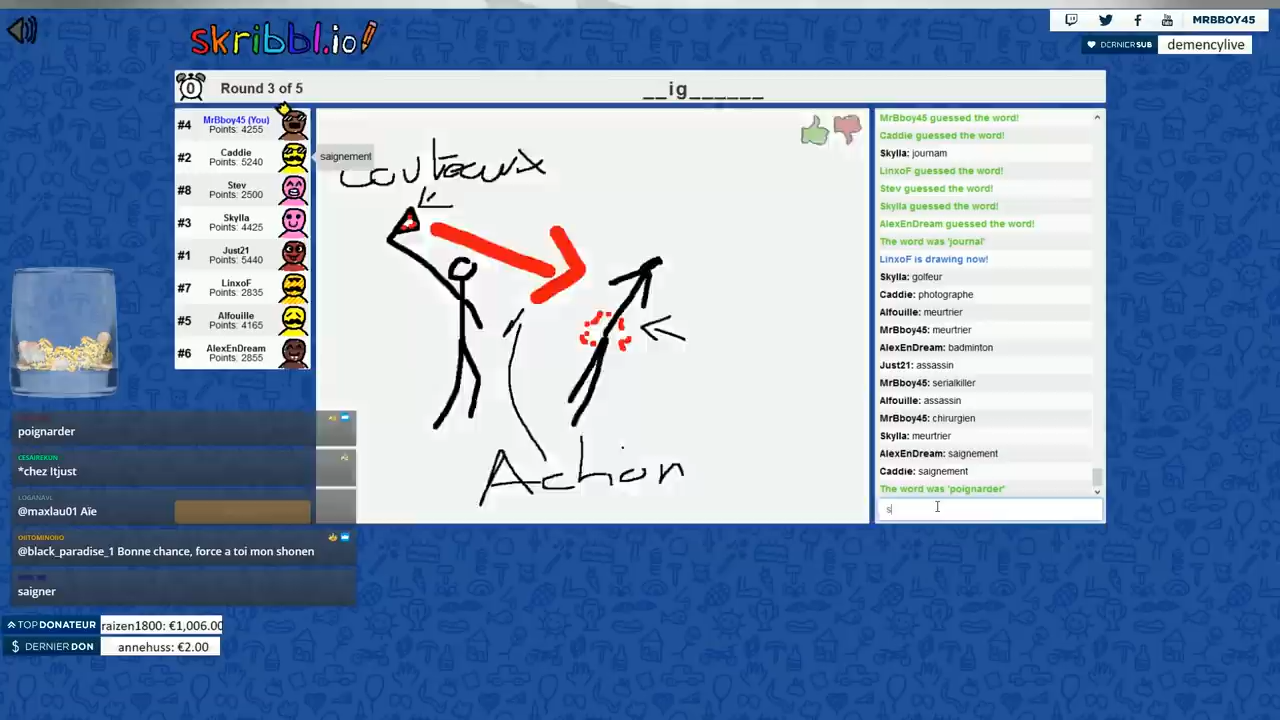 skribbl.io
MRBBOY45
DERNIER SUB
demencylive
0
Round 3 of 5
__ig______
#4
MrBboy45 (You)
Points: 4255
#2
Caddie
Points: 5240
#8
Stev
Points: 2500
#3
Skylla
Points: 4425
#1
Just21
Points: 5440
#7
LinxoF
Points: 2835
#5
Alfouille
Points: 4165
#6
AlexEnDream
Points: 2855
saignement
couteaux
Action
MrBboy45 guessed the word!
Caddie guessed the word!
Skylla: journam
LinxoF guessed the word!
Stev guessed the word!
Skylla guessed the word!
AlexEnDream guessed the word!
The word was 'journal'
LinxoF is drawing now!
Skylla: golfeur
Caddie: photographe
Alfouille: meurtrier
MrBboy45: meurtrier
AlexEnDream: badminton
Just21: assassin
MrBboy45: serialkiller
Alfouille: assassin
MrBboy45: chirurgien
Skylla: meurtrier
AlexEnDream: saignement
Caddie: saignement
The word was 'poignarder'
s
poignarder
CESAIREKUN
*chez Itjust
LOGANAVL
@maxlau01 Aïe
OJITOMINOJIO
@black_paradise_1 Bonne chance, force a toi mon shonen
saigner
TOP DONATEUR
raizen1800: €1,006.00
DERNIER DON
annehuss: €2.00